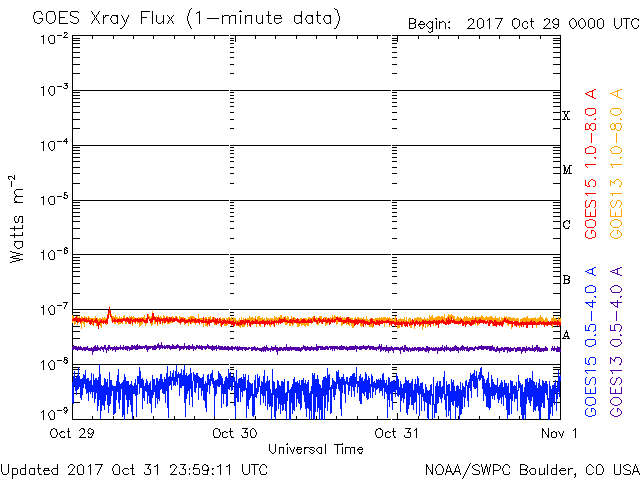 GOES Xray Flux (1-minute data)
Begin: 2017 Oct 29 0000 UTC
10⁻²
10⁻³
10⁻⁴
10⁻⁵
10⁻⁶
10⁻⁷
10⁻⁸
10⁻⁹
Watts m⁻²
X
M
C
B
A
GOES15 1.0-8.0 A
GOES13 1.0-8.0 A
GOES15 0.5-4.0 A
GOES13 0.5-4.0 A
Oct 29 Oct 30 Oct 31 Nov 1
Universal Time
Updated 2017 Oct 31 23:59:11 UTC
NOAA/SWPC Boulder, CO USA